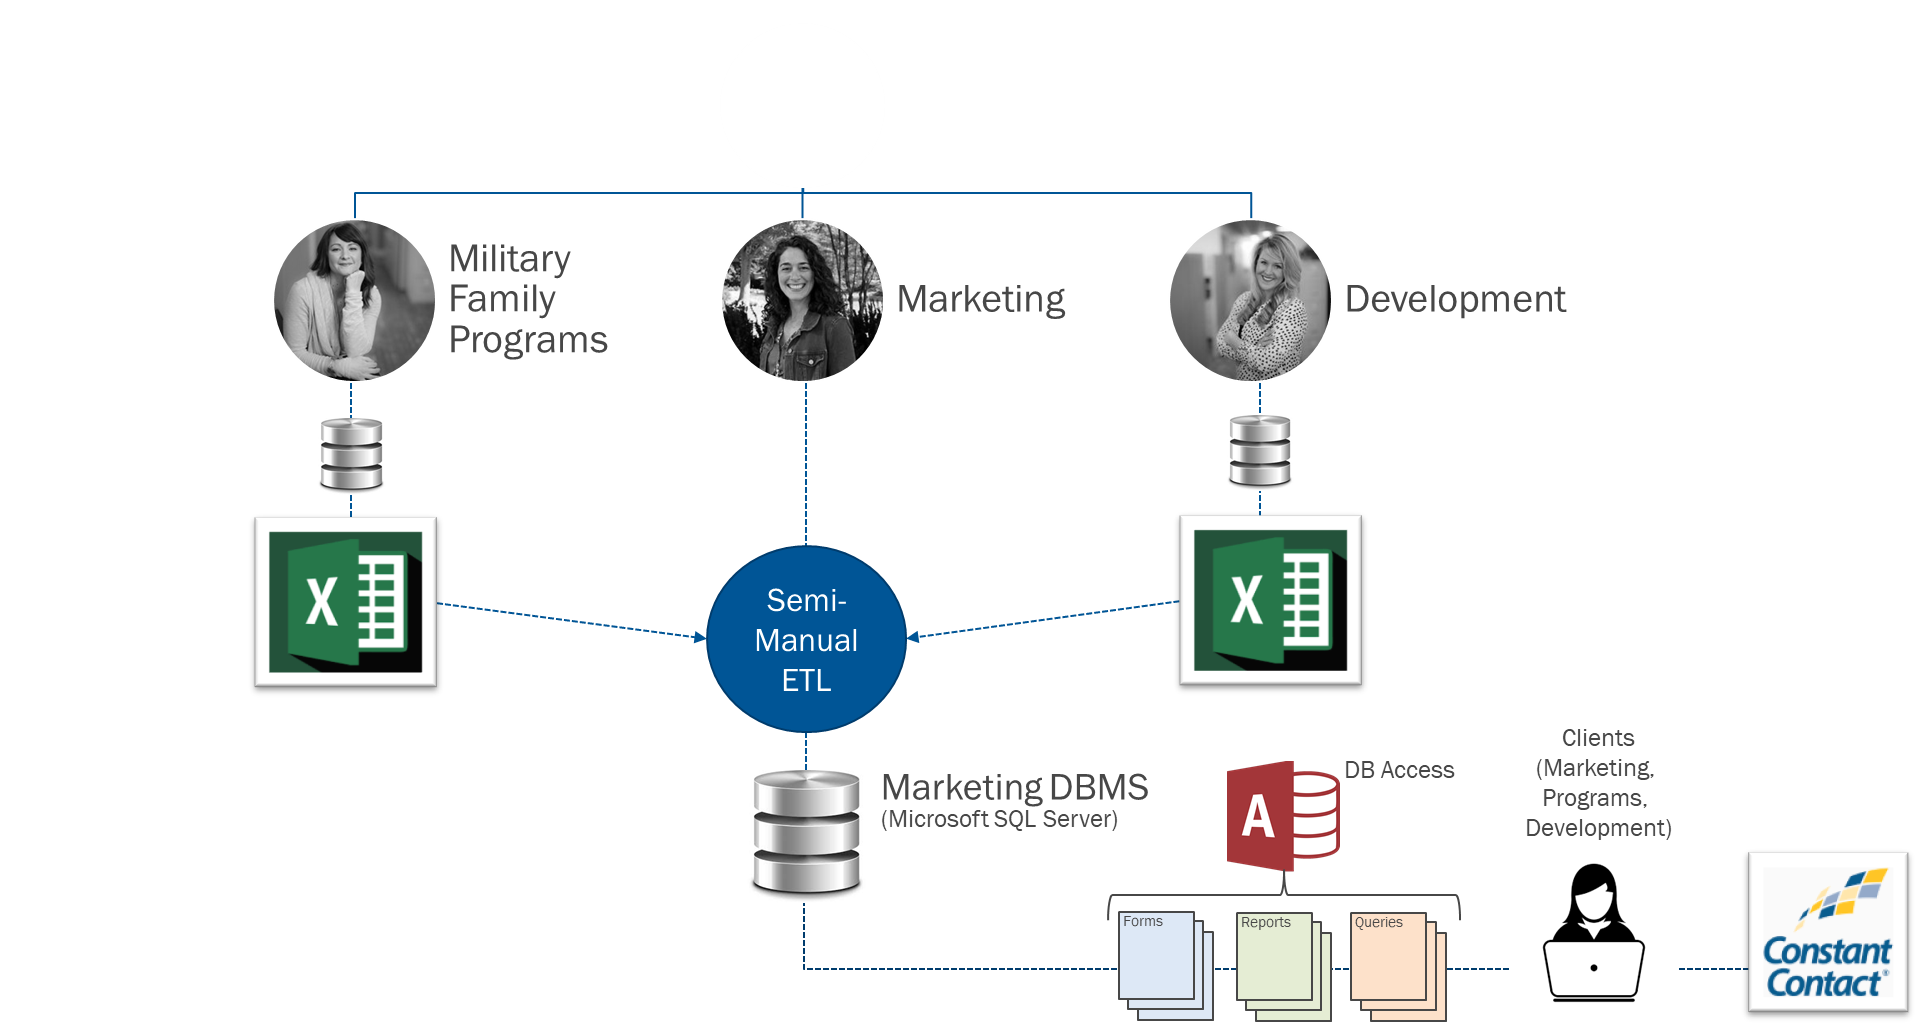 Military
Family
Programs
Marketing
Development
X
X
Semi-
Manual
ETL
Marketing DBMS
(Microsoft SQL Server)
A
DB Access
Clients
(Marketing,
Programs,
Development)
Forms
Reports
Queries
Constant
Contact®